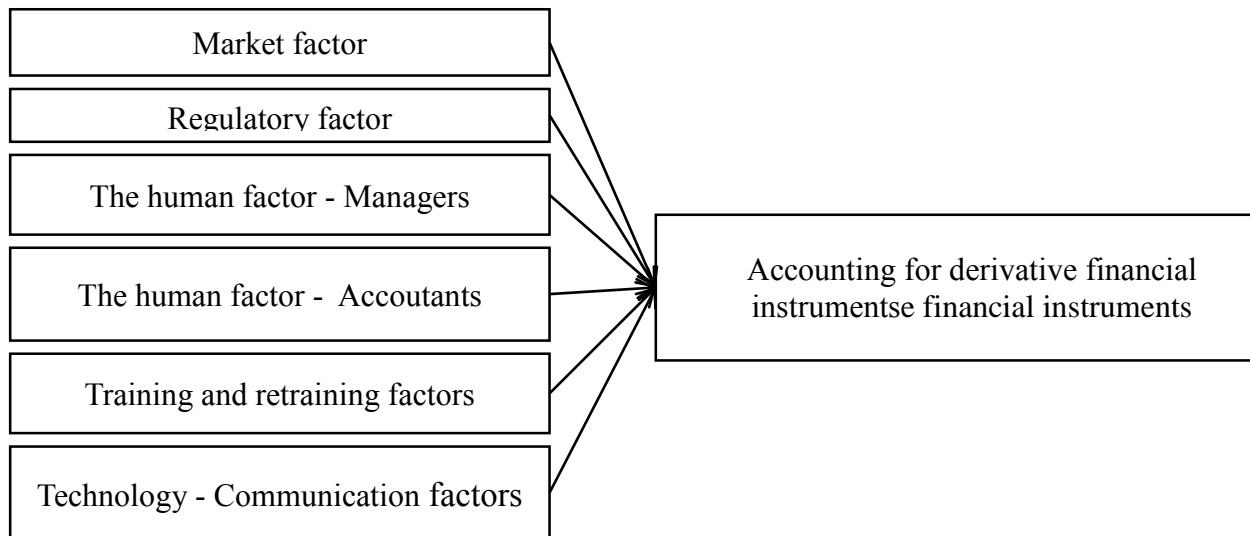 Market factor
Regulatory factor
The human factor - Managers
The human factor - Accoutants
Training and retraining factors
Technology - Communication factors
Accounting for derivative financial
instrumentse financial instruments